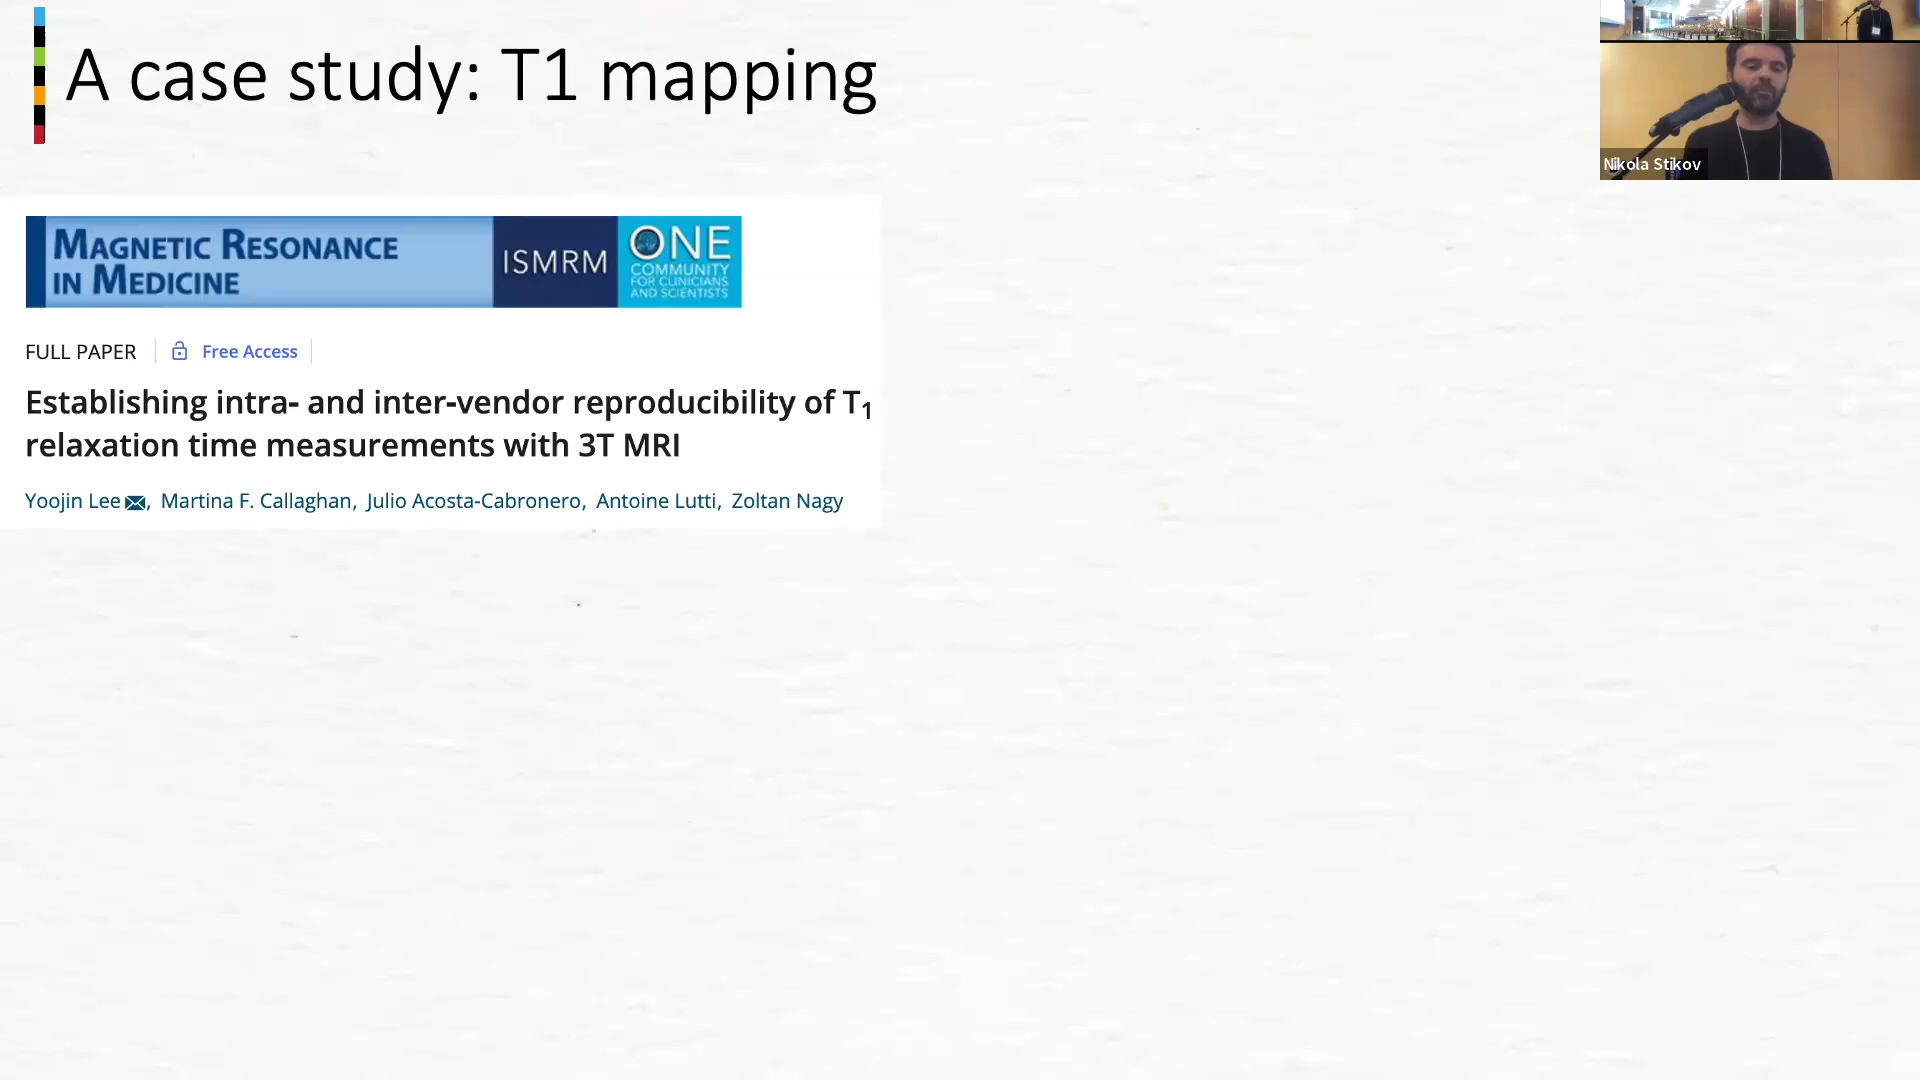 A case study: T1 mapping
MAGNETIC RESONANCE
IN MEDICINE
ISMRM
ONE
COMMUNITY
FOR CLINICIANS
AND SCIENTISTS
FULL PAPER
Free Access
Establishing intra- and inter-vendor reproducibility of T1
relaxation time measurements with 3T MRI
Yoojin Lee, Martina F. Callaghan, Julio Acosta-Cabronero, Antoine Lutti, Zoltan Nagy
Nikola Stikov